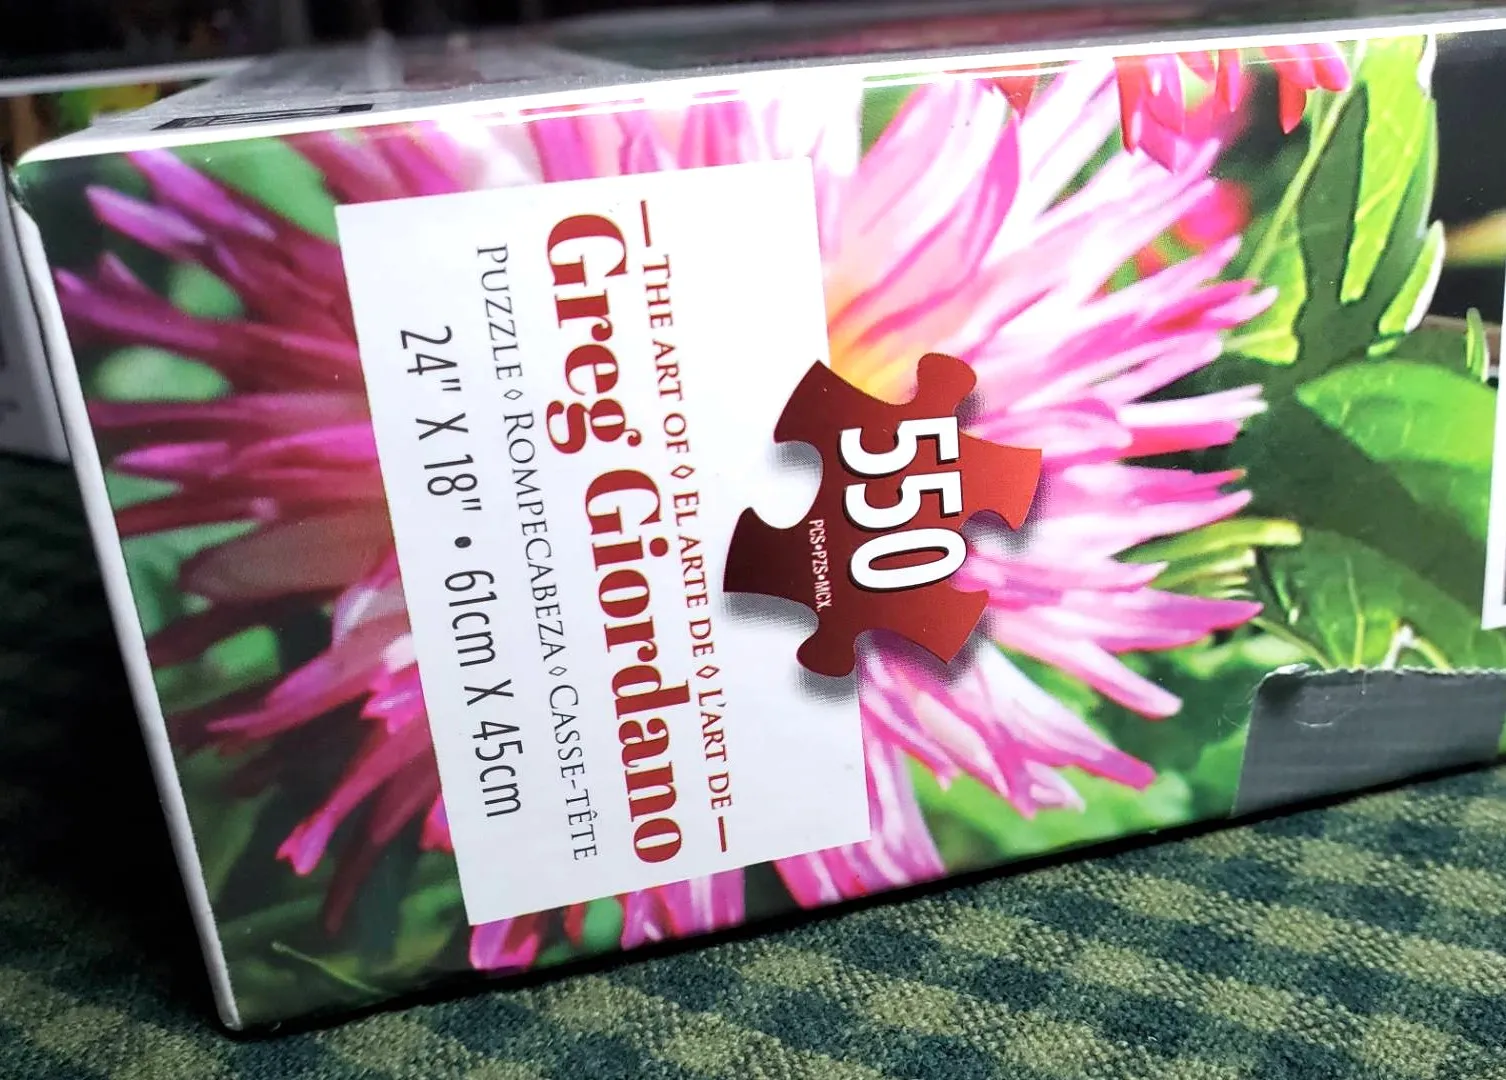 550
PCS•PZS•MCX.
THE ART OF ◊ EL ARTE DE ◊ L'ART DE
Greg Giordano
PUZZLE ◊ ROMPECABEZA ◊ CASSE-TÊTE
24" X 18" • 61cm X 45cm